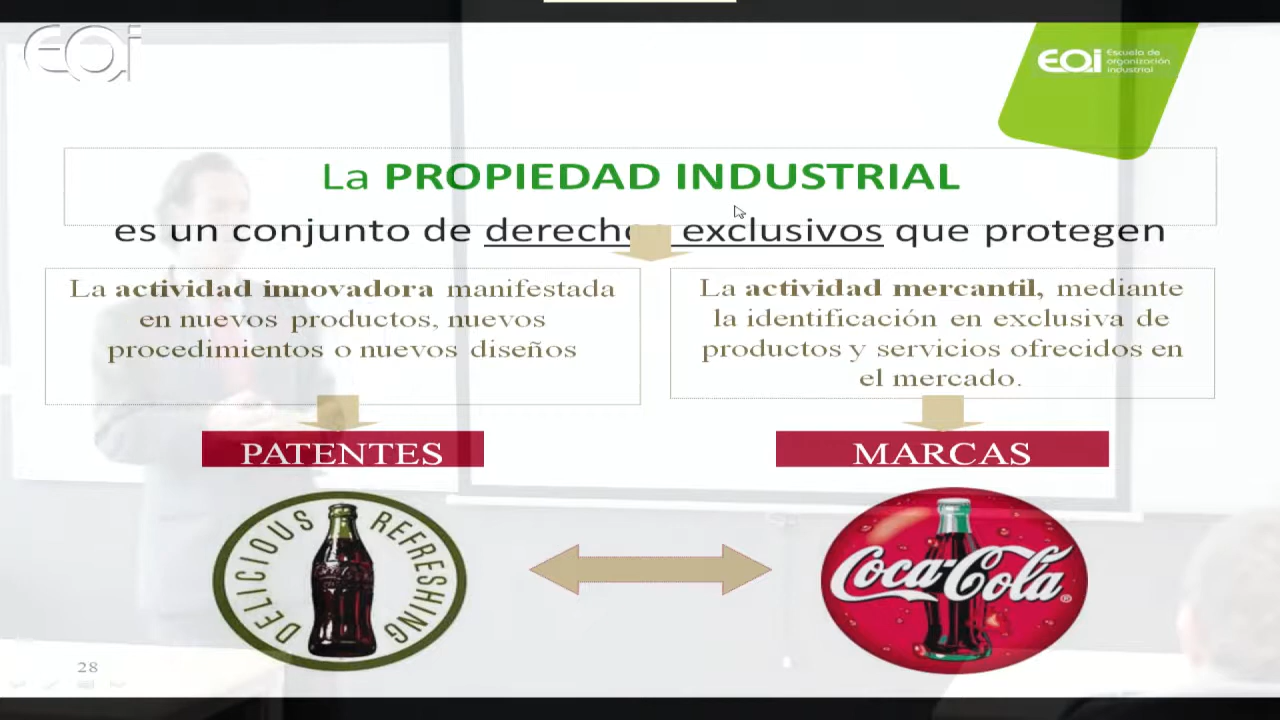 EOi
EOi Escuela de
organización
industrial
La PROPIEDAD INDUSTRIAL
es un conjunto de derechos exclusivos que protegen
La actividad innovadora manifestada
en nuevos productos, nuevos
procedimientos o nuevos diseños
La actividad mercantil, mediante
la identificación en exclusiva de
productos y servicios ofrecidos en
el mercado.
PATENTES
MARCAS
DELICIOUS REFRESHING
Coca-Cola®
28